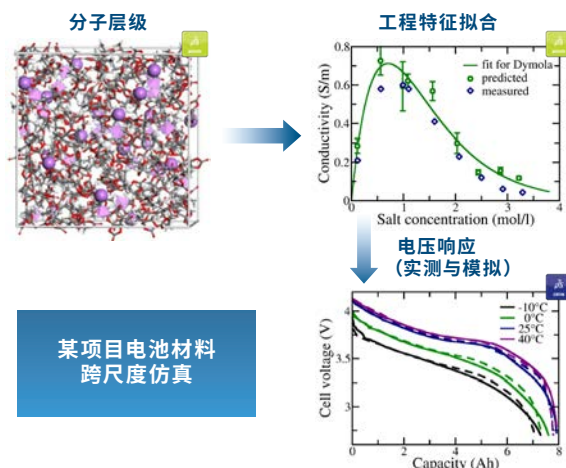 分子层级
工程特征拟合
0.8
0.6
0.4
0.2
0
Conductivity (S/m)
fit for Dymola
predicted
measured
0
1
2
3
4
Salt concentration (mol/l)
电压响应
（实测与模拟）
4
3.5
3
Cell voltage (V)
-10°C
0°C
25°C
40°C
0
2
4
6
8
Capacity (Ah)
某项目电池材料
跨尺度仿真